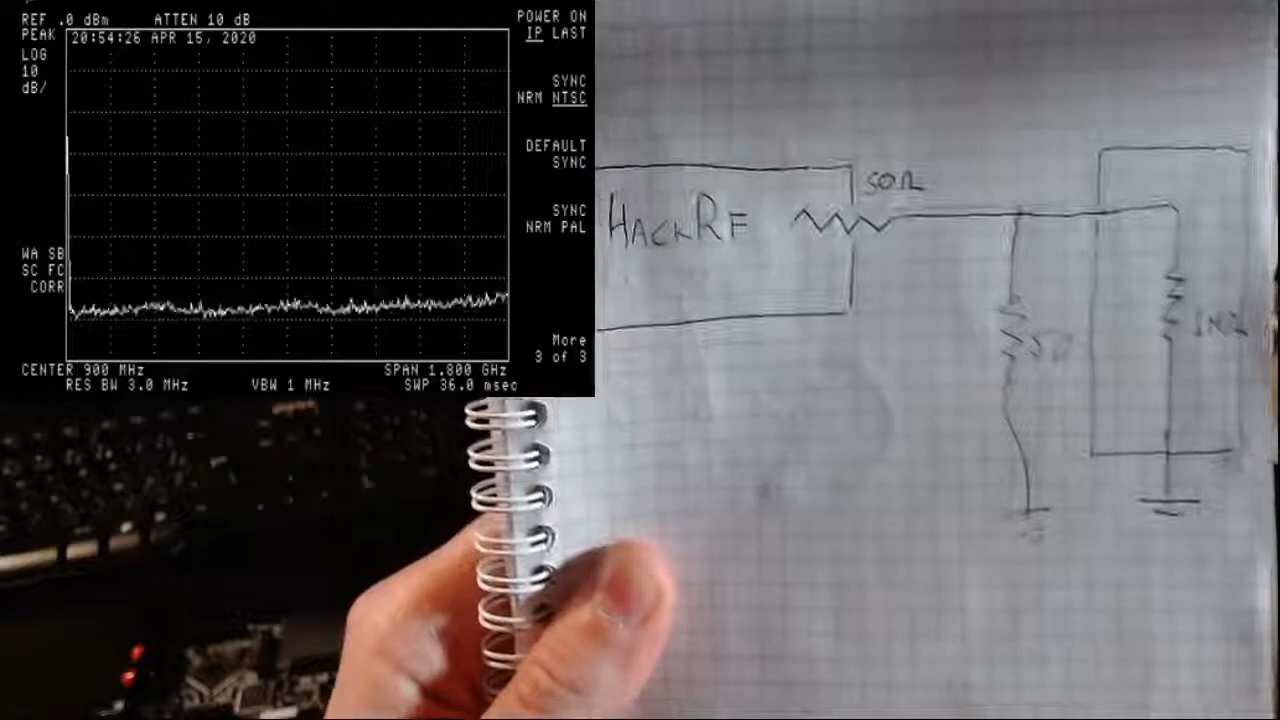 REF .0 dBm ATTEN 10 dB
PEAK
LOG
10
dB/
20:54:26 APR 15, 2020
WA SB
SC FC
CORR
POWER ON
IP LAST
SYNC
NRM NTSC
DEFAULT
SYNC
SYNC
NRM PAL
More
3 of 3
CENTER 900 MHz SPAN 1.800 GHz
RES BW 3.0 MHz VBW 1 MHz SWP 36.0 msec
HACKRF
50Ω
50